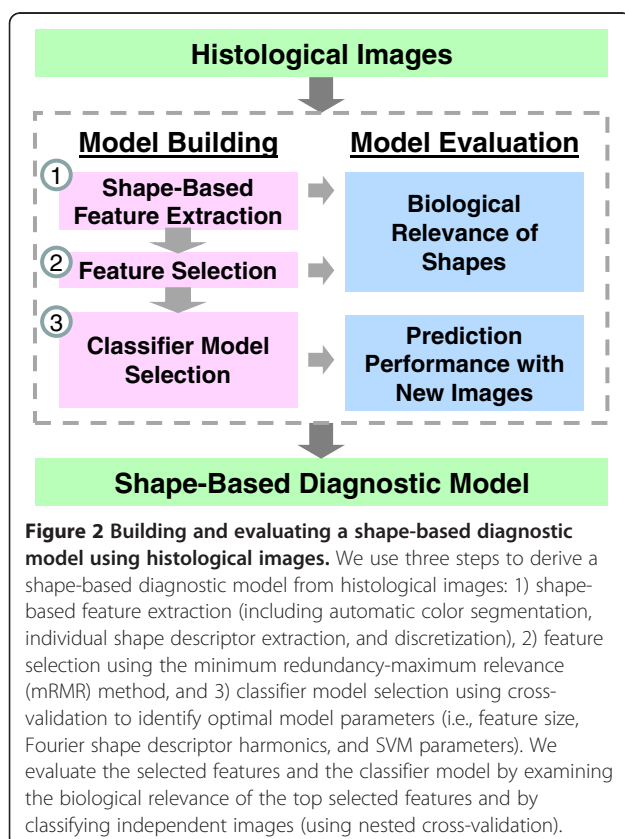 Histological Images
Model Building
Model Evaluation
1
Shape-Based
Feature Extraction
2
Feature Selection
3
Classifier Model
Selection
Biological
Relevance of
Shapes
Prediction
Performance with
New Images
Shape-Based Diagnostic Model
Figure 2 Building and evaluating a shape-based diagnostic
model using histological images. We use three steps to derive a
shape-based diagnostic model from histological images: 1) shape-
based feature extraction (including automatic color segmentation,
individual shape descriptor extraction, and discretization), 2) feature
selection using the minimum redundancy-maximum relevance
(mRMR) method, and 3) classifier model selection using cross-
validation to identify optimal model parameters (i.e., feature size,
Fourier shape descriptor harmonics, and SVM parameters). We
evaluate the selected features and the classifier model by examining
the biological relevance of the top selected features and by
classifying independent images (using nested cross-validation).